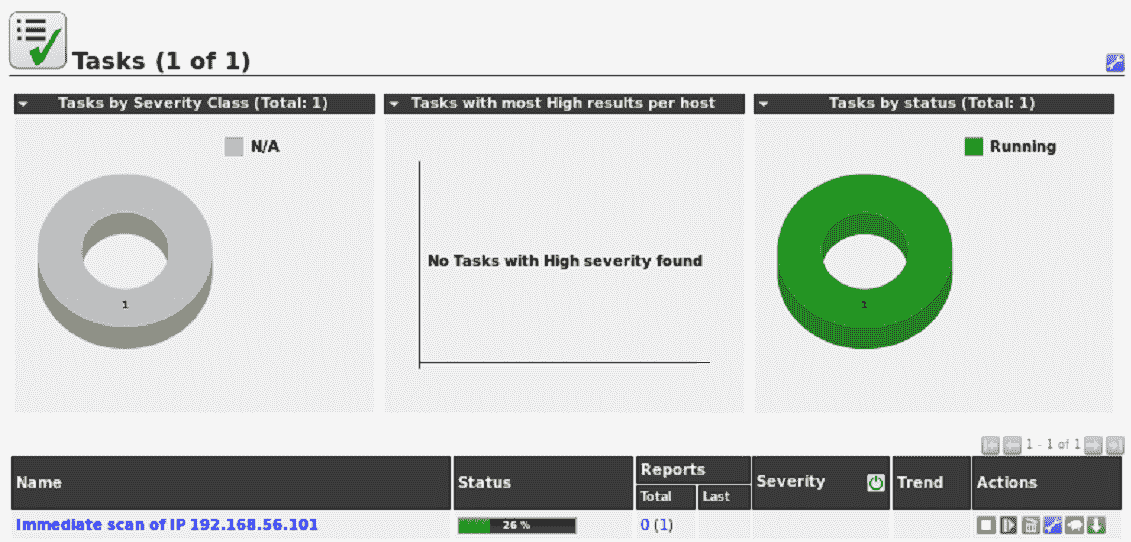 Tasks (1 of 1)
Tasks by Severity Class (Total: 1)
Tasks with most High results per host
Tasks by status (Total: 1)
N/A
1
No Tasks with High severity found
Running
1
1 - 1 of 1
Name
Status
Reports
Total
Last
Severity
Trend
Actions
Immediate scan of IP 192.168.56.101
26 %
0 (1)